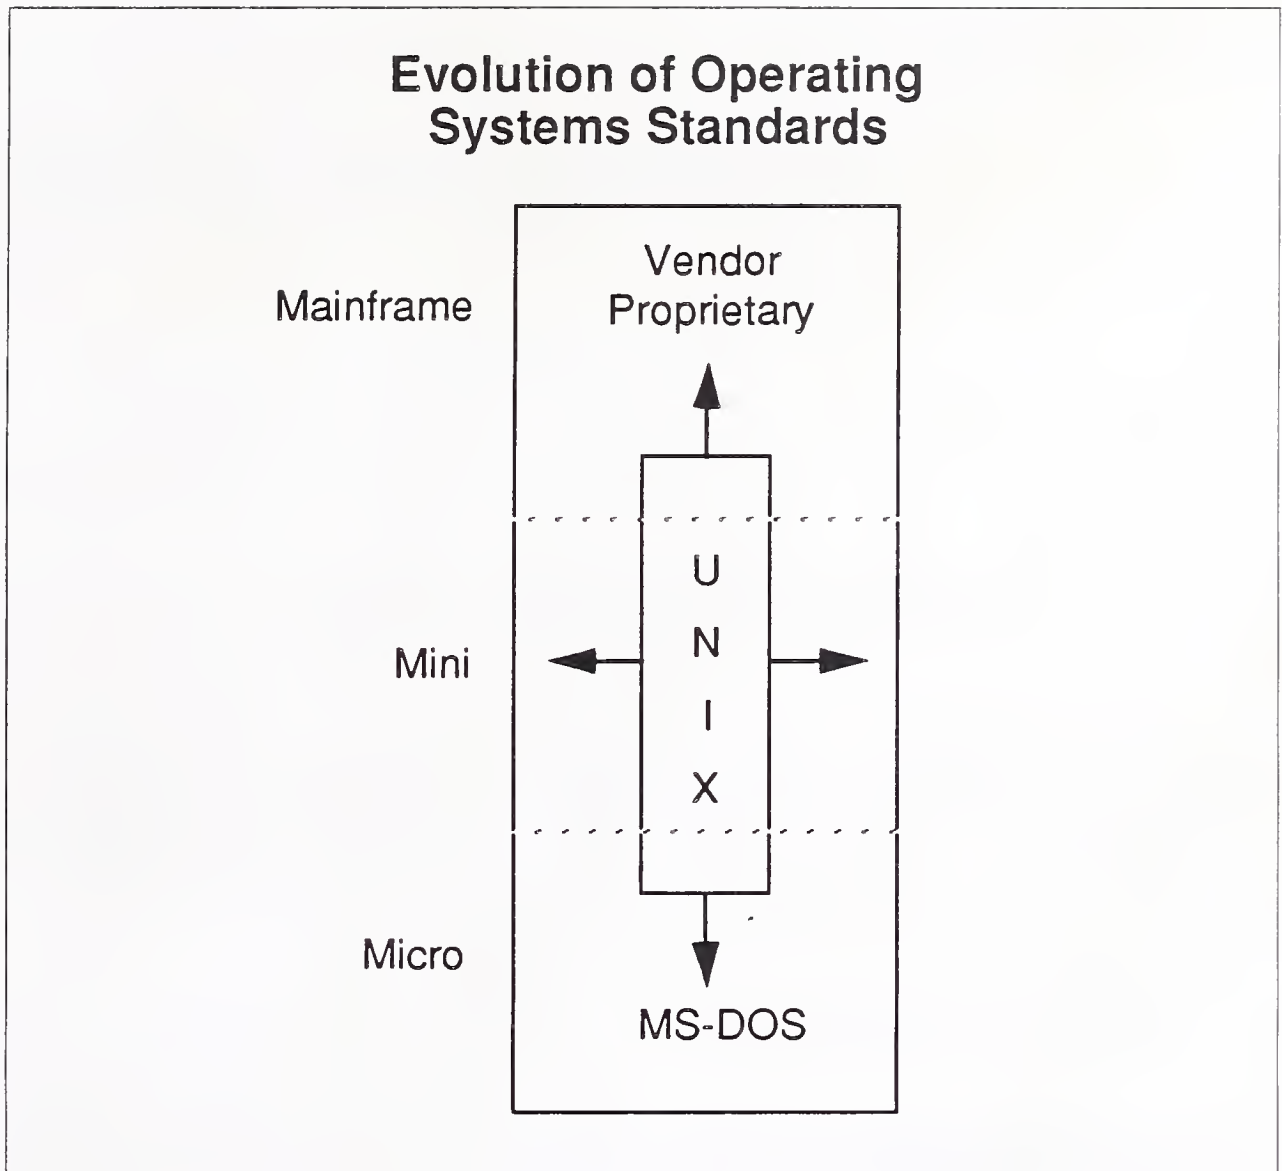 Evolution of Operating
Systems Standards
Vendor
Proprietary
Mainframe
U
N
I
X
Mini
Micro
MS-DOS